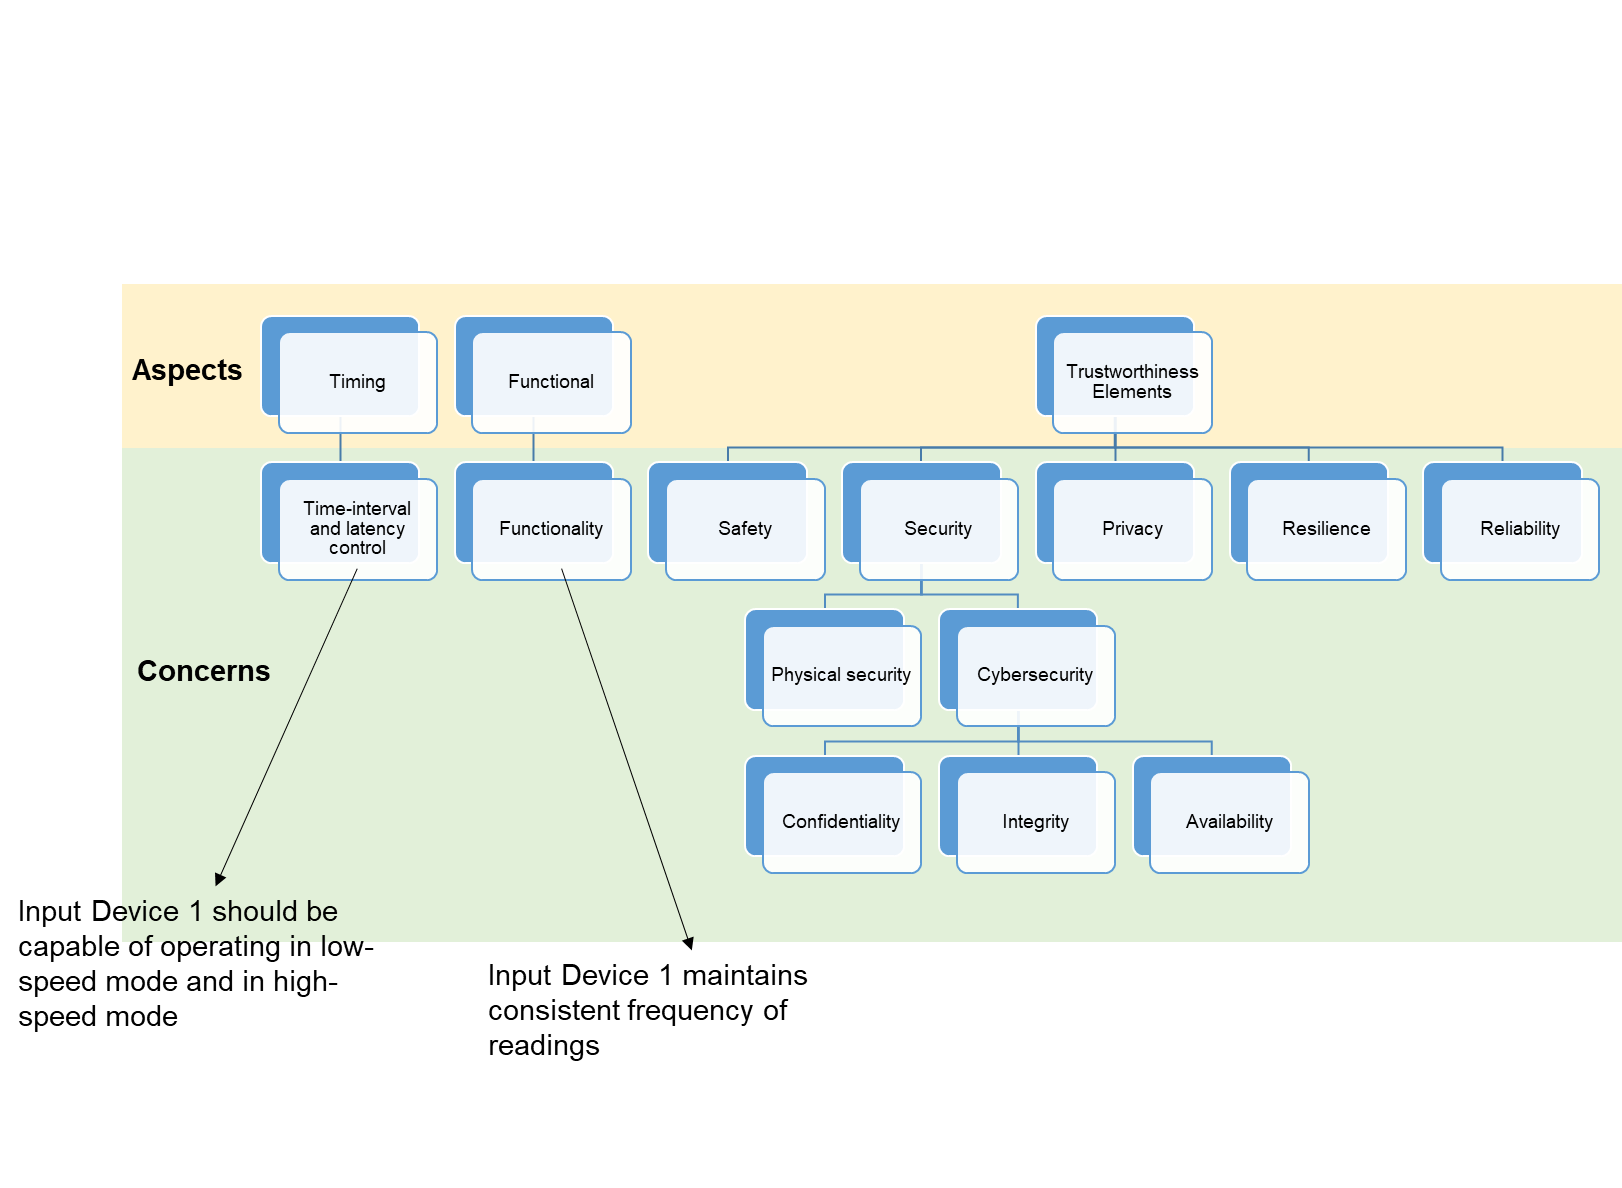 Aspects
Timing
Functional
Trustworthiness
Elements
Time-interval
and latency
control
Functionality
Safety
Security
Privacy
Resilience
Reliability
Concerns
Physical security
Cybersecurity
Confidentiality
Integrity
Availability
Input Device 1 should be
capable of operating in low-
speed mode and in high-
speed mode
Input Device 1 maintains
consistent frequency of
readings